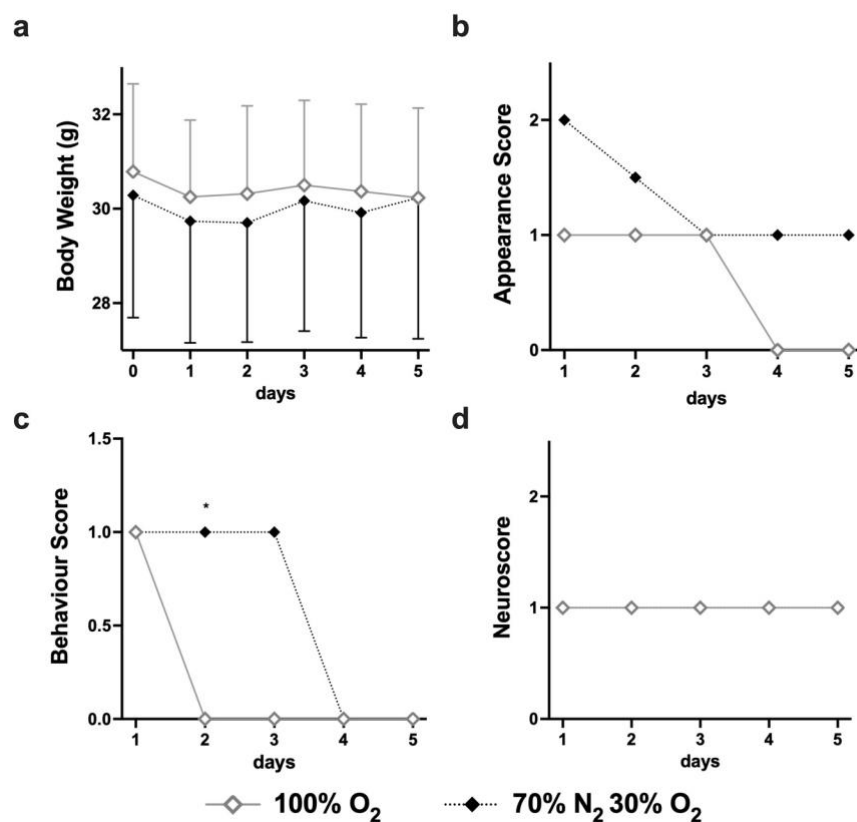 a
b
32
30
28
Body Weight (g)
0 1 2 3 4 5
days
2
1
0
Appearance Score
1 2 3 4 5
days
c
d
1.5
1.0
0.5
0.0
Behaviour Score
*
1 2 3 4 5
days
2
1
0
Neuroscore
1 2 3 4 5
days
100% O₂ 70% N₂ 30% O₂